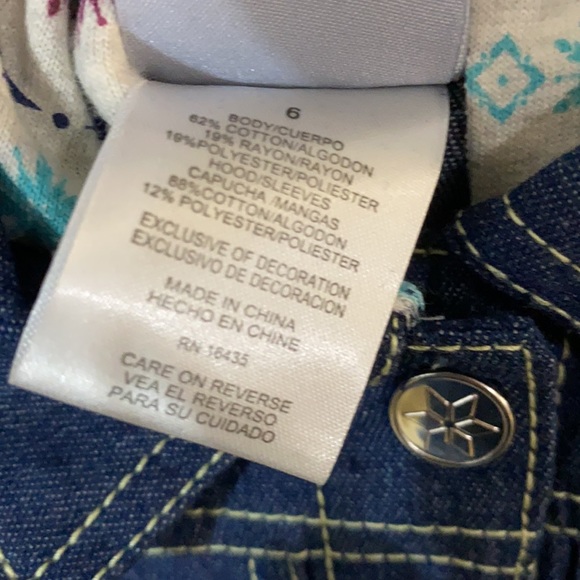 6
BODY/CUERPO
62% COTTON/ALGODON
19% RAYON/RAYON
19%POLYESTER/POLIESTER
HOOD/SLEEVES
CAPUCHA /MANGAS
88%COTTON/ALGODON
12% POLYESTER/POLIESTER
EXCLUSIVE OF DECORATION
EXCLUSIVO DE DECORACION
MADE IN CHINA
HECHO EN CHINE
RN 16435
CARE ON REVERSE
VEA EL REVERSO
PARA SU CUIDADO